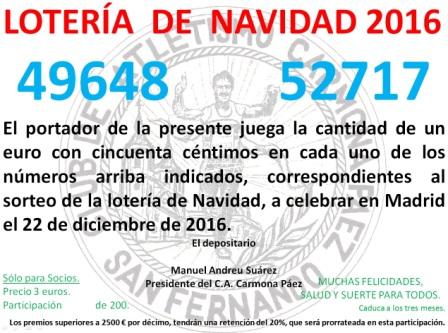 LOTERÍA DE NAVIDAD 2016
49648 52717
El portador de la presente juega la cantidad de un
euro con cincuenta céntimos en cada uno de los
números arriba indicados, correspondientes al
sorteo de la lotería de Navidad, a celebrar en Madrid
el 22 de diciembre de 2016.
El depositario
Manuel Andreu Suárez
Presidente del C.A. Carmona Páez
Sólo para Socios.
Precio 3 euros.
Participación de 200.
MUCHAS FELICIDADES,
SALUD Y SUERTE PARA TODOS.
Caduca a los tres meses.
Los premios superiores a 2500 € por décimo, tendrán una retención del 20%, que será prorrateada en esta participación.
CLUB DE ATLETISMO CARMONA PAEZ
SAN FERNANDO